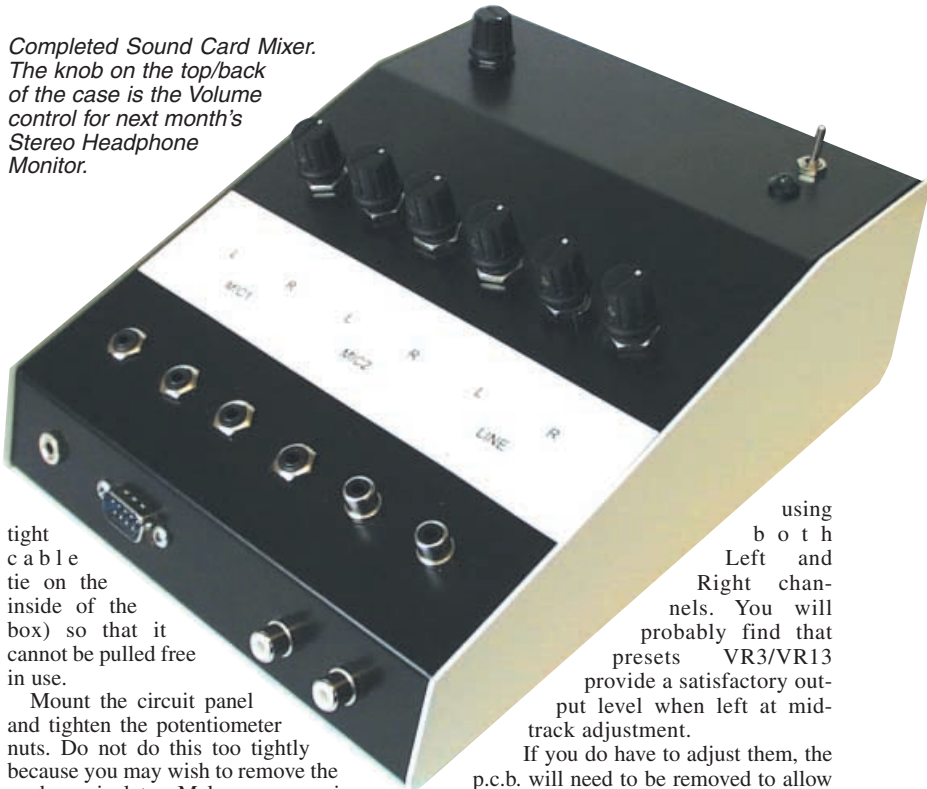 Completed Sound Card Mixer.
The knob on the top/back
of the case is the Volume
control for next month's
Stereo Headphone
Monitor.
L
R
MIC1
L
R
MIC2
L
R
LINE
tight
cable
tie on the
inside of the
box) so that it
cannot be pulled free
in use.
Mount the circuit panel
and tighten the potentiometer
nuts. Do not do this too tightly
because you may wish to remove the
using
both
Left and
Right chan-
nels. You will
probably find that
presets VR3/VR13
provide a satisfactory out-
put level when left at mid-
track adjustment.
If you do have to adjust them, the
p.c.b. will need to be removed to allow